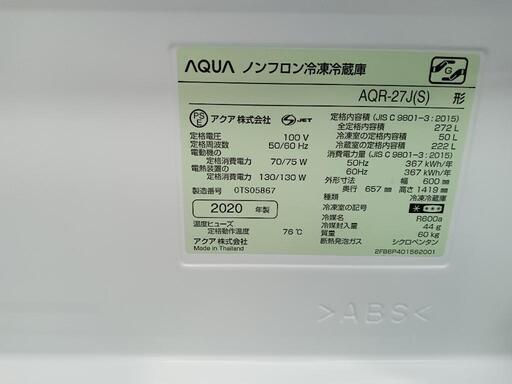 AQUA ノンフロン冷凍冷蔵庫
AQR-27J(S) 形
PS
E
アクア株式会社 S JET
定格電圧 100 V
定格周波数 50/60 Hz
電動機の
定格消費電力 70/75 W
電熱装置の
定格消費電力 130/130 W
製造番号 0TS05867
2020 年製
温度ヒューズ
定格動作温度 76℃
アクア株式会社
Made in Thailand
G
定格内容積 (JIS C 9801-3 : 2015)
全定格内容積 272 L
冷凍室の定格内容積 50 L
冷蔵室の定格内容積 222 L
消費電力量 (JIS C 9801-3 : 2015)
50Hz 367 kWh/年
60Hz 367 kWh/年
外形寸法 幅 600 mm
奥行 657 mm 高さ 1419 mm
種類 冷凍冷蔵庫
冷凍室の記号
冷媒名 R600a
冷媒封入量 44 g
質量 60 kg
断熱発泡ガス シクロペンタン
2FB6P401562001
>ABS<